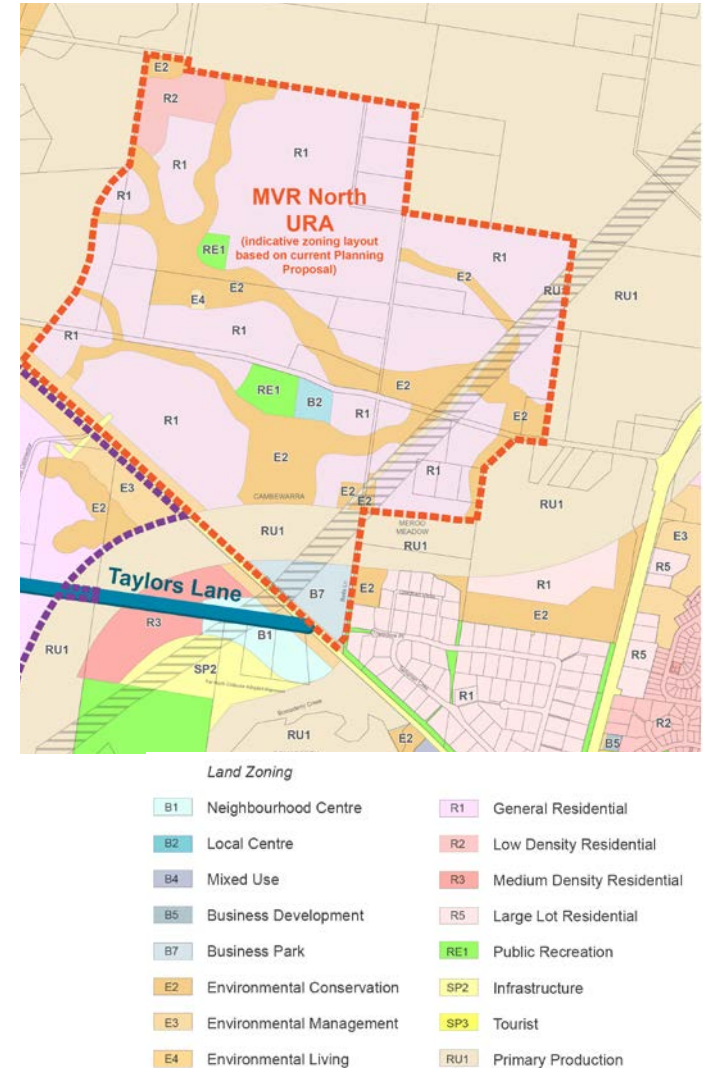 E2
R2
R1
R1
R1
MVR North
URA
(indicative zoning layout
based on current Planning
Proposal)
RE1
R1
E2
RU1
RU1
E4
E2
R1
R1
RE1
B2
R1
E2
R1
E2
E2
R1
E3
E2
CAMBEWARRA
E2
E2
RU1
RU1
MEROO
MEADOW
RU1
E3
R5
Taylors Lane
B7
E2
R1
E2
R3
B1
RU1
SP2
R5
R1
R2
RU1
E2
B5
Land Zoning
B1 Neighbourhood Centre
B2 Local Centre
B4 Mixed Use
B5 Business Development
B7 Business Park
E2 Environmental Conservation
E3 Environmental Management
E4 Environmental Living
R1 General Residential
R2 Low Density Residential
R3 Medium Density Residential
R5 Large Lot Residential
RE1 Public Recreation
SP2 Infrastructure
SP3 Tourist
RU1 Primary Production